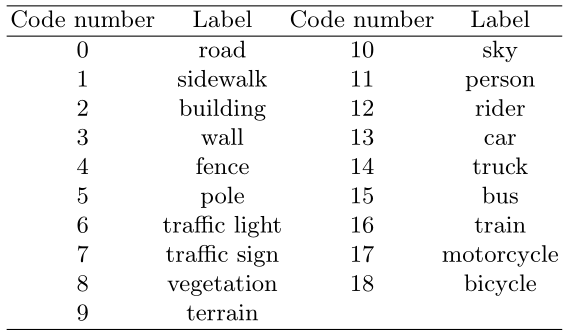 Code number Label Code number Label
0 road 10 sky
1 sidewalk 11 person
2 building 12 rider
3 wall 13 car
4 fence 14 truck
5 pole 15 bus
6 traffic light 16 train
7 traffic sign 17 motorcycle
8 vegetation 18 bicycle
9 terrain